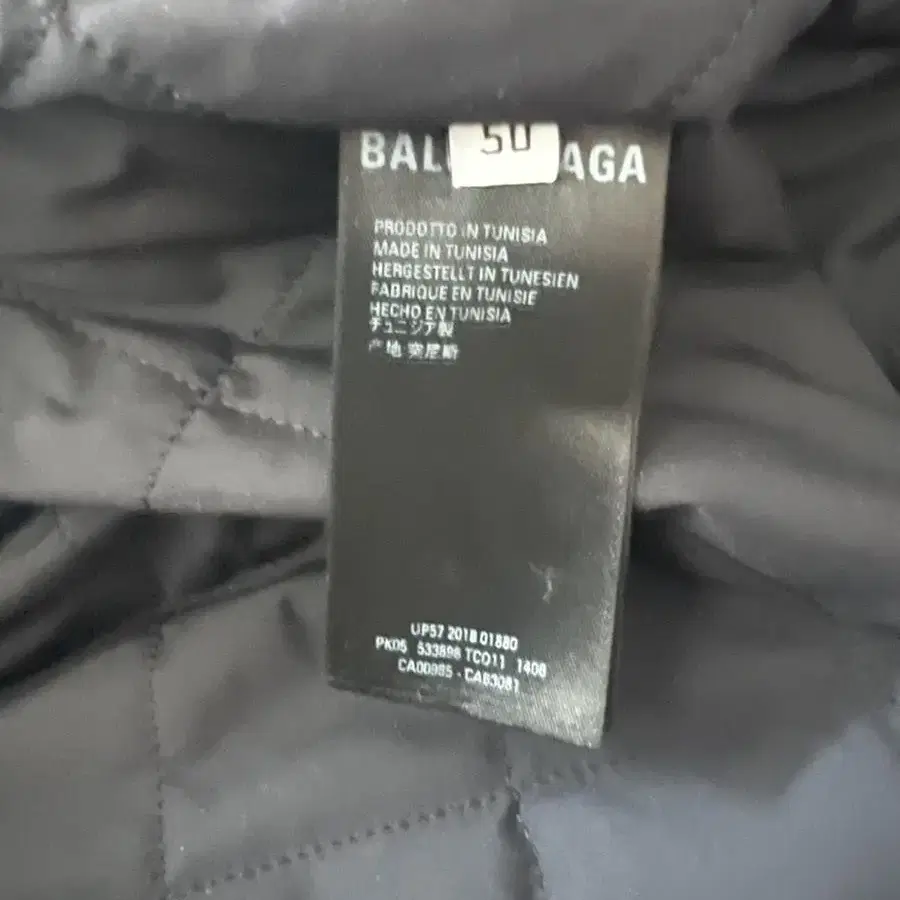 50
BAL AGA
PRODOTTO IN TUNISIA
MADE IN TUNISIA
HERGESTELLT IN TUNESIEN
FABRIQUE EN TUNISIE
HECHO EN TUNISIA
チュニジア製
产地 突尼斯
UP57 2018 01880
PK05 533898 TC011 1408
CA00985 - CA83081